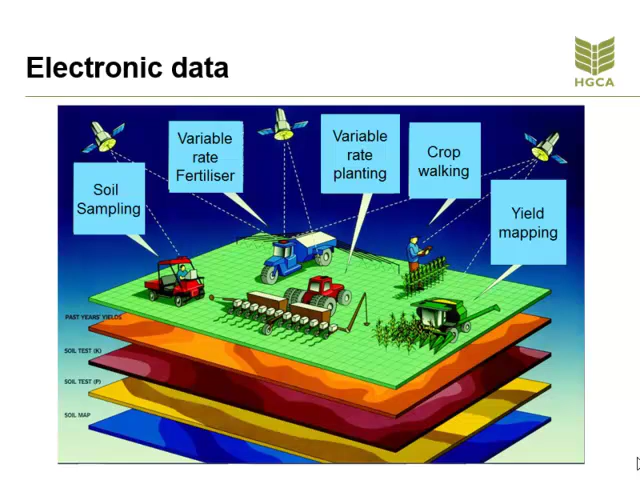 Electronic data
HGCA
Variable
rate
Fertiliser
Variable
rate
planting
Crop
walking
Soil
Sampling
Yield
mapping
PAST YEARS' YIELDS
SOIL TEST (K)
SOIL TEST (P)
SOIL MAP